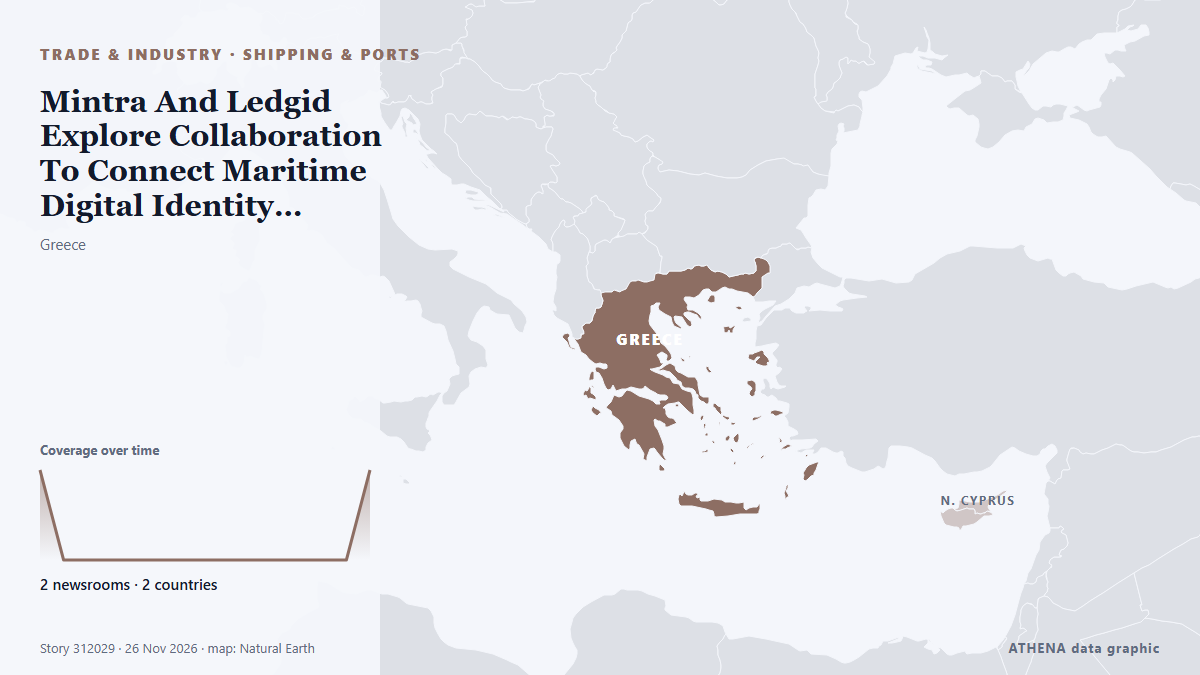 TRADE & INDUSTRY · SHIPPING & PORTS
Mintra And Ledgid
Explore Collaboration
To Connect Maritime
Digital Identity...
Greece
GREECE
Coverage over time
N. CYPRUS
2 newsrooms · 2 countries
Story 312029 · 26 Nov 2026 · map: Natural Earth
ATHENA data graphic